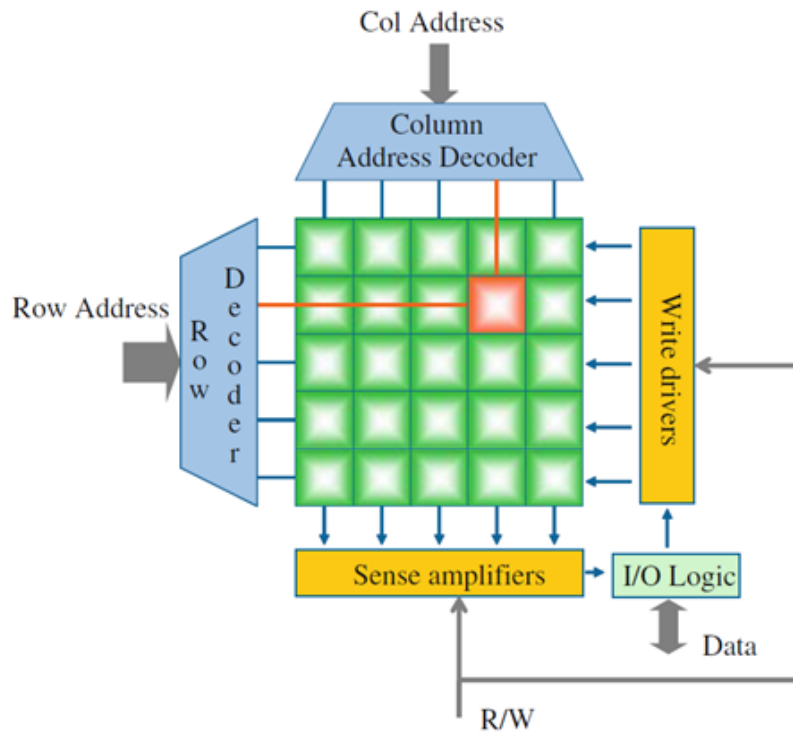 Col Address
Column
Address Decoder
Row Address
Row
Decoder
Write drivers
Sense amplifiers
I/O Logic
Data
R/W